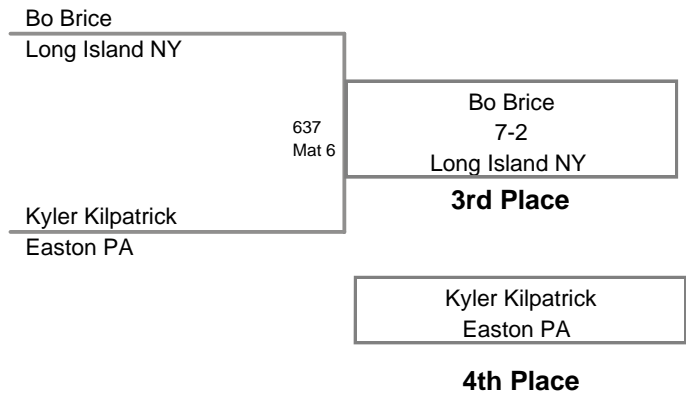 Bo Brice
Long Island NY
637
Mat 6
Bo Brice
7-2
Long Island NY
3rd Place
Kyler Kilpatrick
Easton PA
Kyler Kilpatrick
Easton PA
4th Place